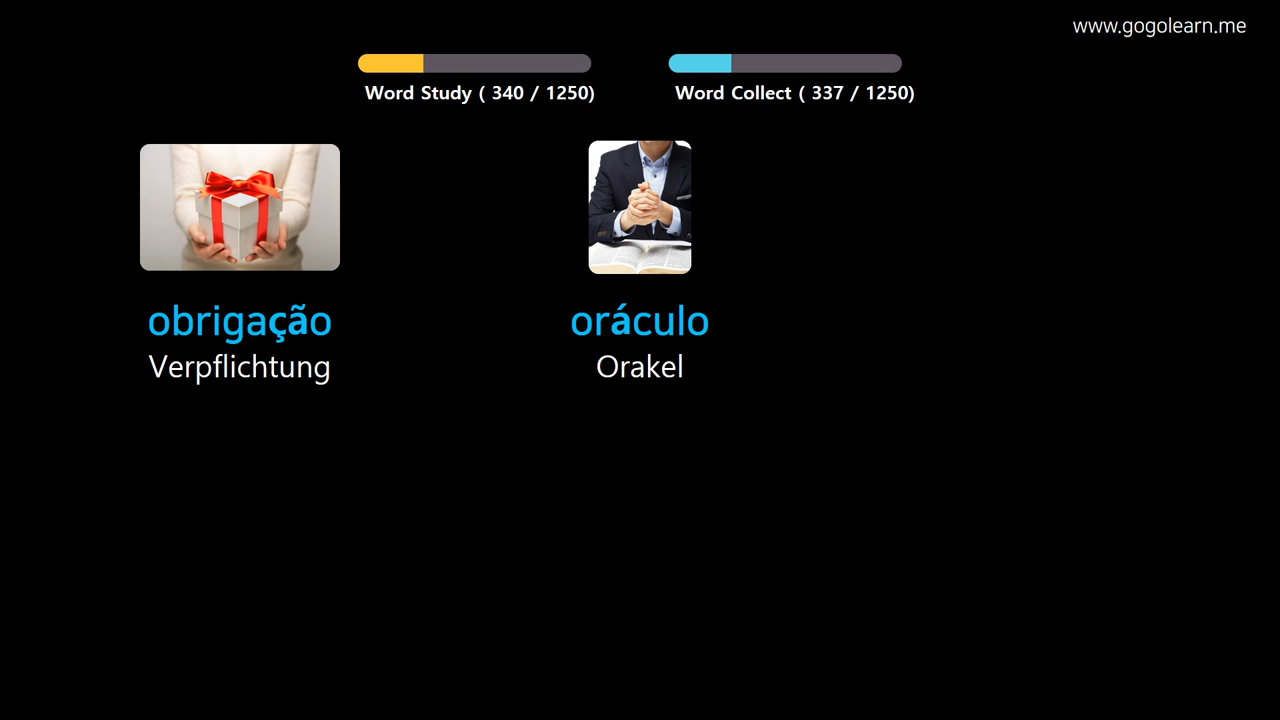 www.gogolearn.me
Word Study ( 340 / 1250)
Word Collect ( 337 / 1250)
obrigação
Verpflichtung
oráculo
Orakel